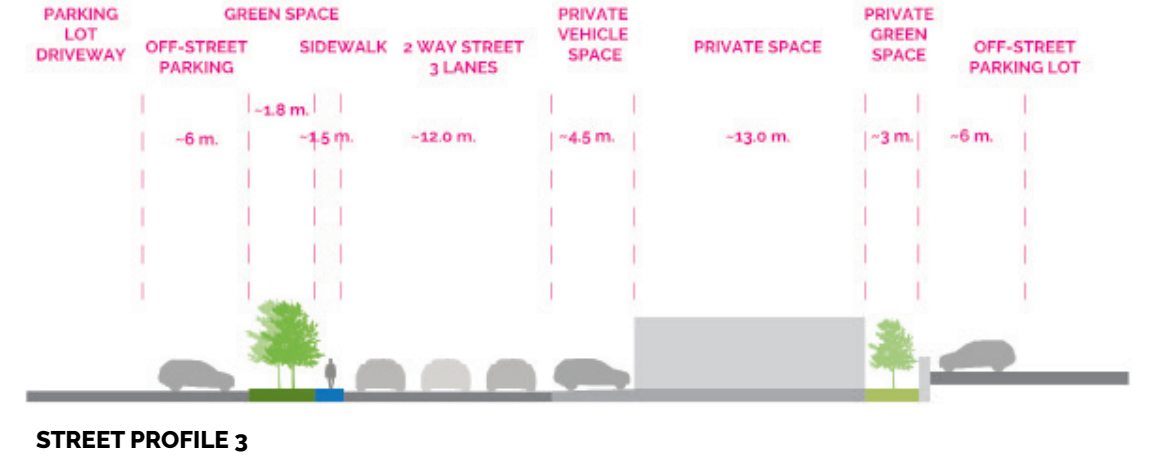 PARKING
LOT
DRIVEWAY
GREEN SPACE
OFF-STREET
PARKING
SIDEWALK
2 WAY STREET
3 LANES
PRIVATE
VEHICLE
SPACE
PRIVATE SPACE
PRIVATE
GREEN
SPACE
OFF-STREET
PARKING LOT
~6 m.
~1.8 m.
~1.5 m.
~12.0 m.
~4.5 m.
~13.0 m.
~3 m.
~6 m.
STREET PROFILE 3